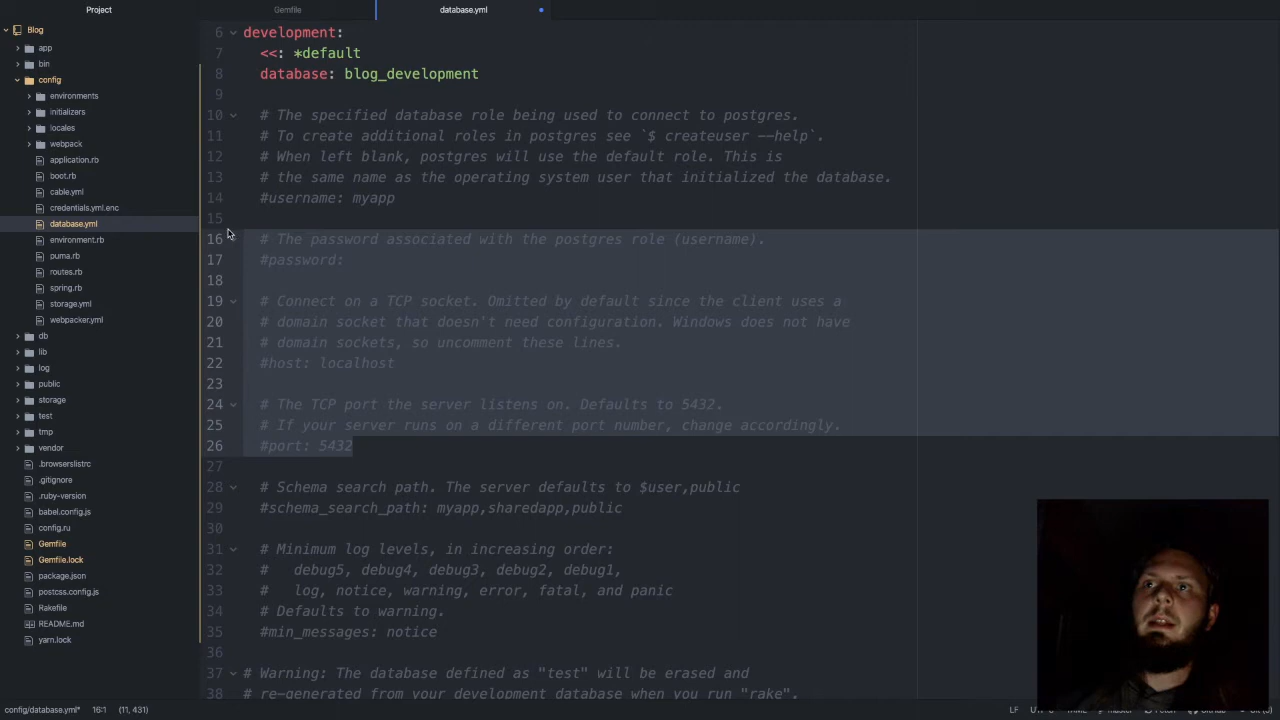 Project
Gemfile
database.yml
Blog
app
bin
config
environments
initializers
locales
webpack
application.rb
boot.rb
cable.yml
credentials.yml.enc
database.yml
environment.rb
puma.rb
routes.rb
spring.rb
storage.yml
webpacker.yml
db
lib
log
public
storage
test
tmp
vendor
.browserslistrc
.gitignore
.ruby-version
babel.config.js
config.ru
Gemfile
Gemfile.lock
package.json
postcss.config.js
Rakefile
README.md
yarn.lock
6 development:
7 <<: *default
8 database: blog_development
9
10 # The specified database role being used to connect to postgres.
11 # To create additional roles in postgres see `$ createuser --help`.
12 # When left blank, postgres will use the default role. This is
13 # the same name as the operating system user that initialized the database.
14 #username: myapp
15
16 # The password associated with the postgres role (username).
17 #password:
18
19 # Connect on a TCP socket. Omitted by default since the client uses a
20 # domain socket that doesn't need configuration. Windows does not have
21 # domain sockets, so uncomment these lines.
22 #host: localhost
23
24 # The TCP port the server listens on. Defaults to 5432.
25 # If your server runs on a different port number, change accordingly.
26 #port: 5432
27
28 # Schema search path. The server defaults to $user,public
29 #schema_search_path: myapp,sharedapp,public
30
31 # Minimum log levels, in increasing order:
32 # debug5, debug4, debug3, debug2, debug1,
33 # log, notice, warning, error, fatal, and panic
34 # Defaults to warning.
35 #min_messages: notice
36
37 # Warning: The database defined as "test" will be erased and
38 # re-generated from your development database when you run "rake".
config/database.yml* 16:1 (11, 431) LF